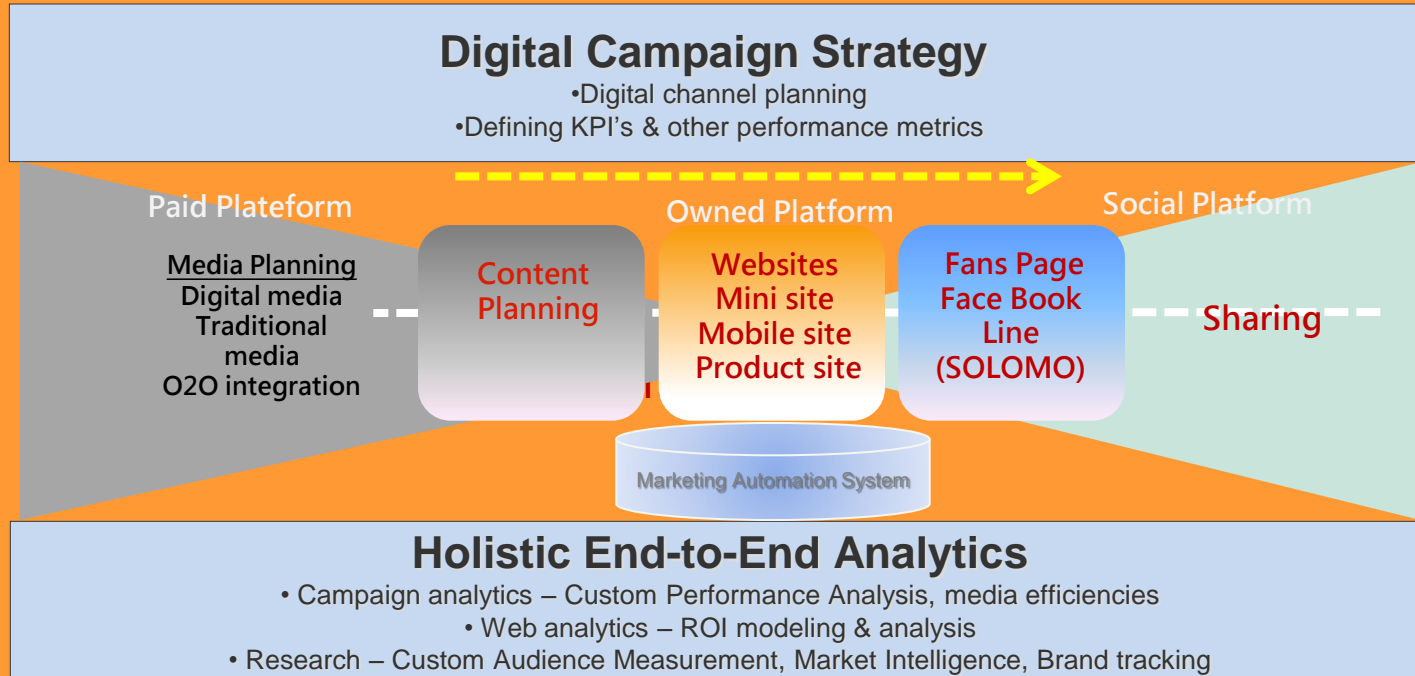 Digital Campaign Strategy
•Digital channel planning
•Defining KPI's & other performance metrics
Paid Plateform
Owned Platform
Social Platform
Media Planning
Digital media
Traditional
media
O2O integration
Content
Planning
Websites
Mini site
Mobile site
Product site
Fans Page
Face Book
Line
(SOLOMO)
Sharing
Marketing Automation System
Holistic End-to-End Analytics
• Campaign analytics – Custom Performance Analysis, media efficiencies
• Web analytics – ROI modeling & analysis
• Research – Custom Audience Measurement, Market Intelligence, Brand tracking